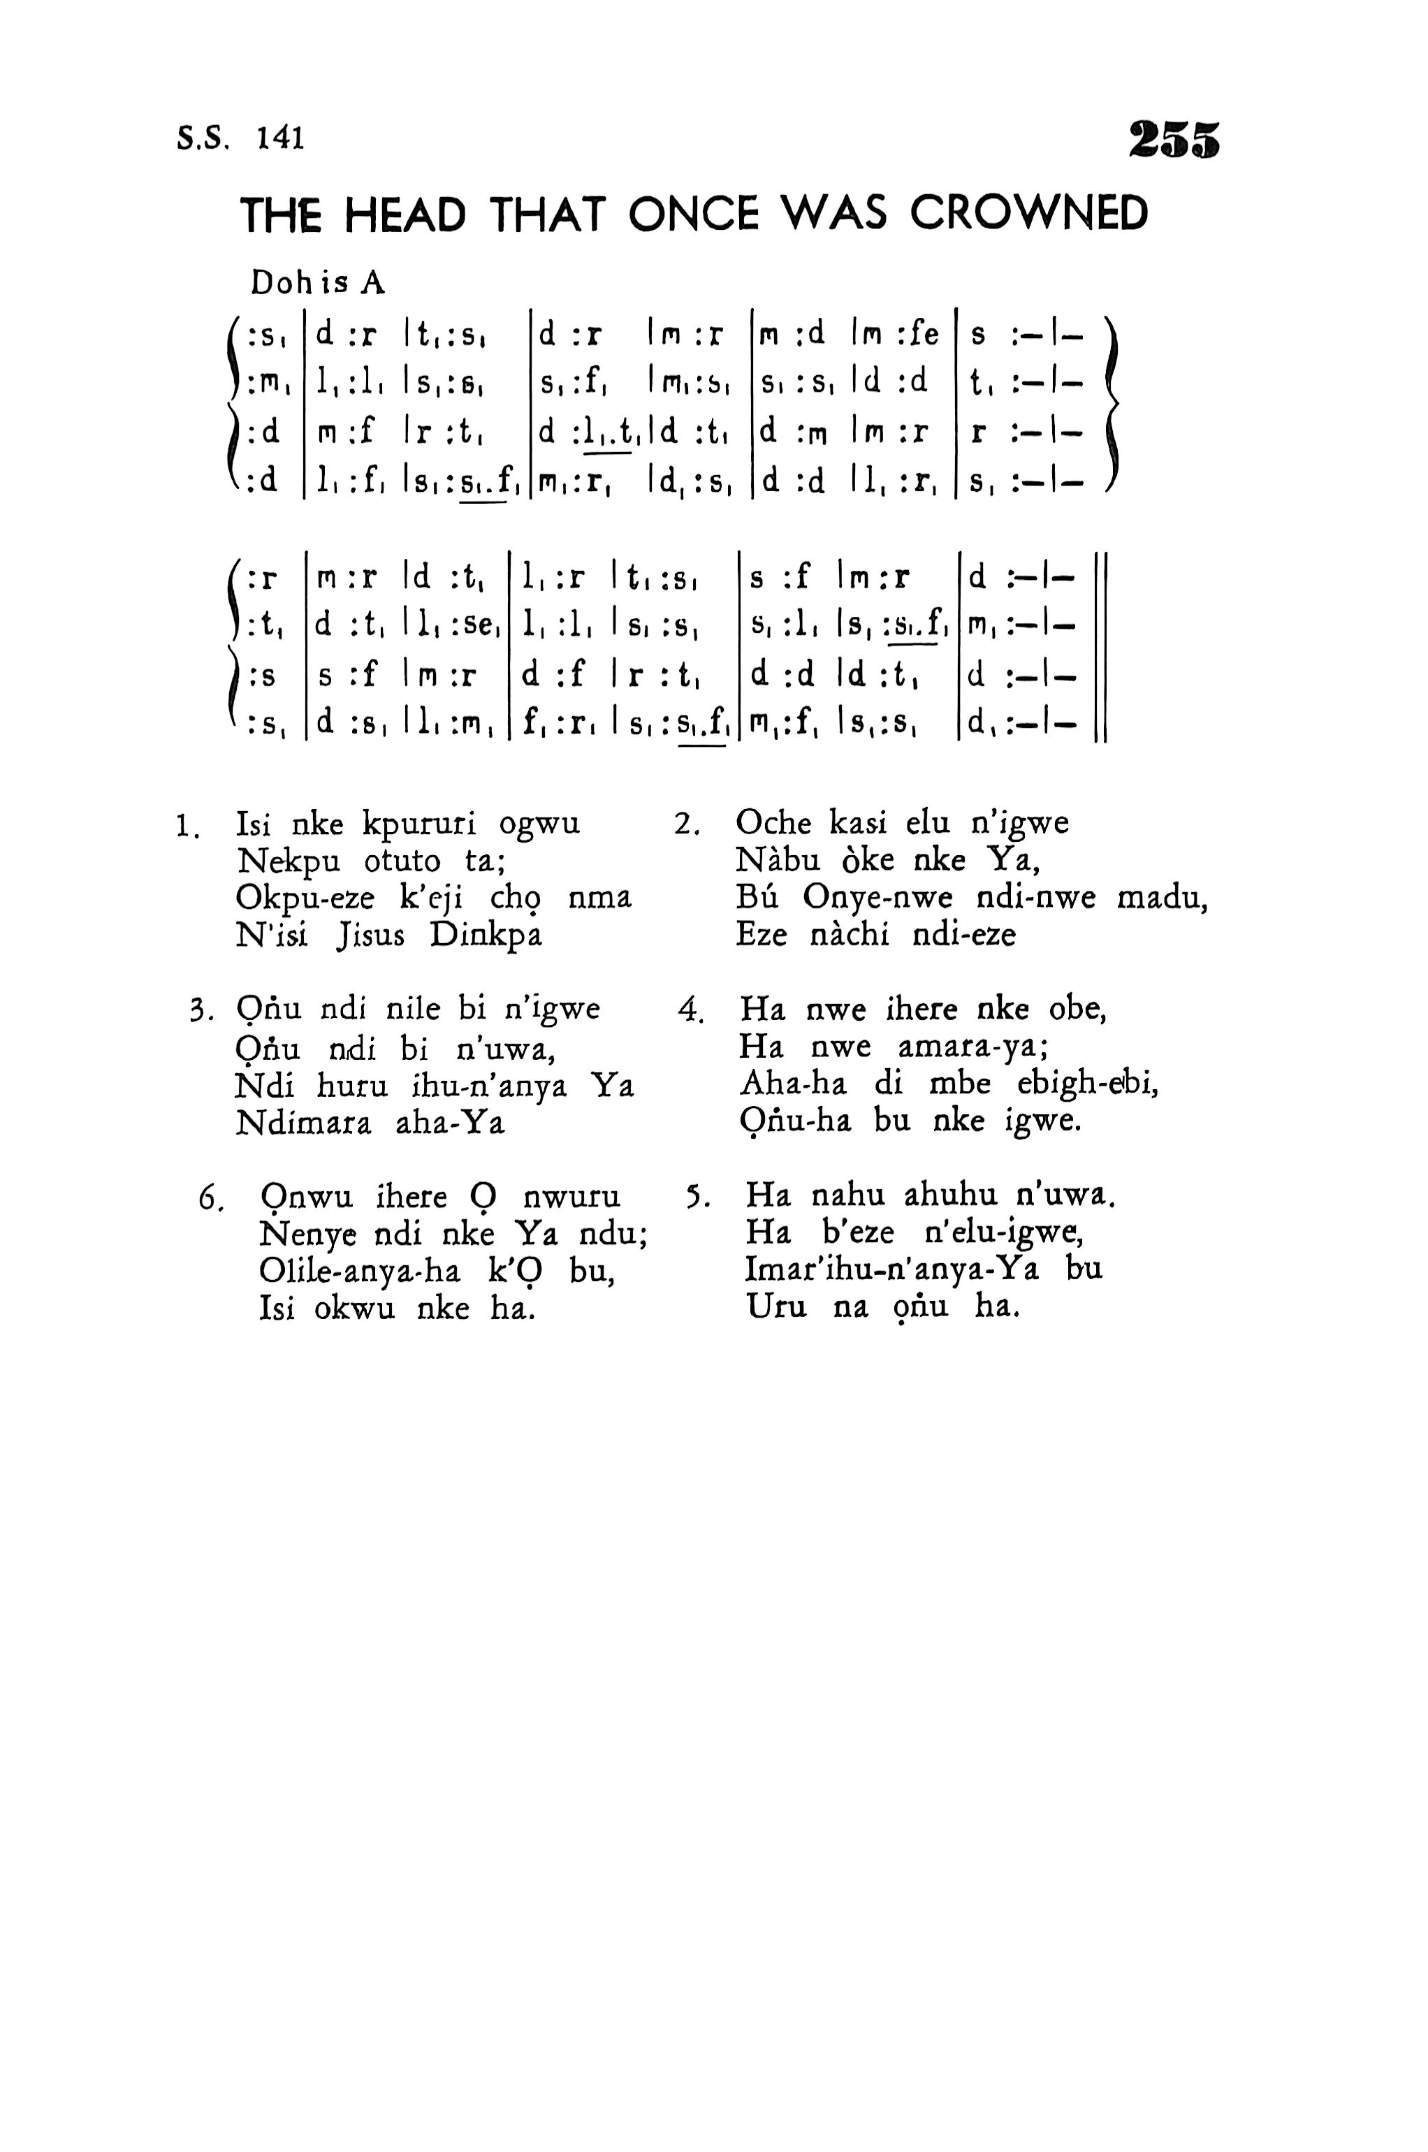 S.S. 141
255
THE HEAD THAT ONCE WAS CROWNED
Doh is A
:s, | d :r | t, :s, | d :r | m :r | m :d | m :fe | s :– | –
:m, | l, :l, | s, :s, | s, :f, | m, :s, | s, :s, | d :d | t, :– | –
:d | m :f | r :t, | d :l,.t, | d :t, | d :m | m :r | r :– | –
:d | l, :f, | s, :s,.f, | m, :r, | d, :s, | d :d | l, :r, | s, :– | –
:r | m :r | d :t, | l, :r | t, :s, | s :f | m :r | d :– | – ||
:t, | d :t, | l, :se, | l, :l, | s, :s, | s, :l, | s, :s,.f, | m, :– | – ||
:s | s :f | m :r | d :f | r :t, | d :d | d :t, | d :– | – ||
:s, | d :s, | l, :m, | f, :r, | s, :s,.f, | m, :f, | s, :s, | d, :– | – ||
1. Isi nke kpururi ogwu
Nekpu otuto ta;
Okpu-eze k'eji chọ nma
N'isi Jisus Dinkpa
2. Oche kasi elu n'igwe
Nàbu òke nke Ya,
Bú Onye-nwe ndi-nwe madu,
Eze nàchi ndi-eze
3. Ọṅu ndi nile bi n'igwe
Ọṅu ndi bi n'uwa,
Ndi huru ihu-n'anya Ya
Ndimara aha-Ya
4. Ha nwe ihere nke obe,
Ha nwe amara-ya;
Aha-ha di mbe ebigh-ebi,
Ọṅu-ha bu nke igwe.
6. Ọnwu ihere Ọ nwuru
Nenye ndi nke Ya ndu;
Olile-anya-ha k'Ọ bu,
Isi okwu nke ha.
5. Ha nahu ahuhu n'uwa.
Ha b'eze n'elu-igwe,
Imar'ihu-n'anya-Ya bu
Uru na ọṅu ha.